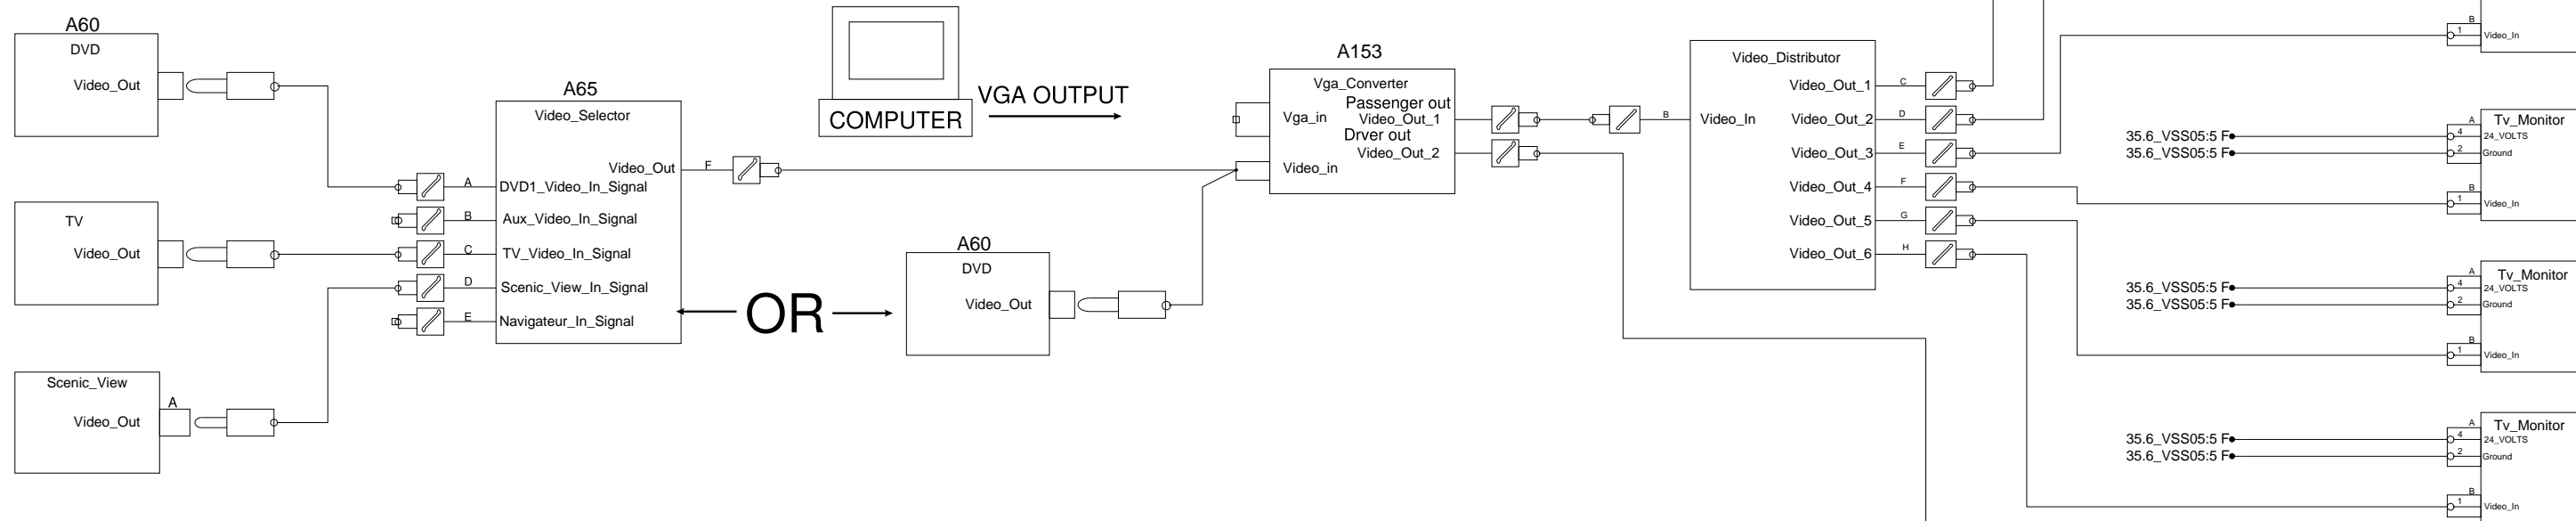 A60
DVD
Video_Out
TV
Video_Out
Scenic_View
Video_Out
A
A65
Video_Selector
Video_Out
F
A
DVD1_Video_In_Signal
B
Aux_Video_In_Signal
C
TV_Video_In_Signal
D
Scenic_View_In_Signal
E
Navigateur_In_Signal
COMPUTER
VGA OUTPUT
OR
A60
DVD
Video_Out
A153
Vga_Converter
Passenger out
Vga_in
Video_Out_1
Drver out
Video_Out_2
Video_in
B
Video_Distributor
Video_In
Video_Out_1
C
Video_Out_2
D
Video_Out_3
E
Video_Out_4
F
Video_Out_5
G
Video_Out_6
H
B
1
Video_In
Tv_Monitor
A
35.6_VSS05:5 F
4
24_VOLTS
35.6_VSS05:5 F
2
Ground
B
1
Video_In
Tv_Monitor
A
35.6_VSS05:5 F
4
24_VOLTS
35.6_VSS05:5 F
2
Ground
B
1
Video_In
Tv_Monitor
A
35.6_VSS05:5 F
4
24_VOLTS
35.6_VSS05:5 F
2
Ground
B
1
Video_In